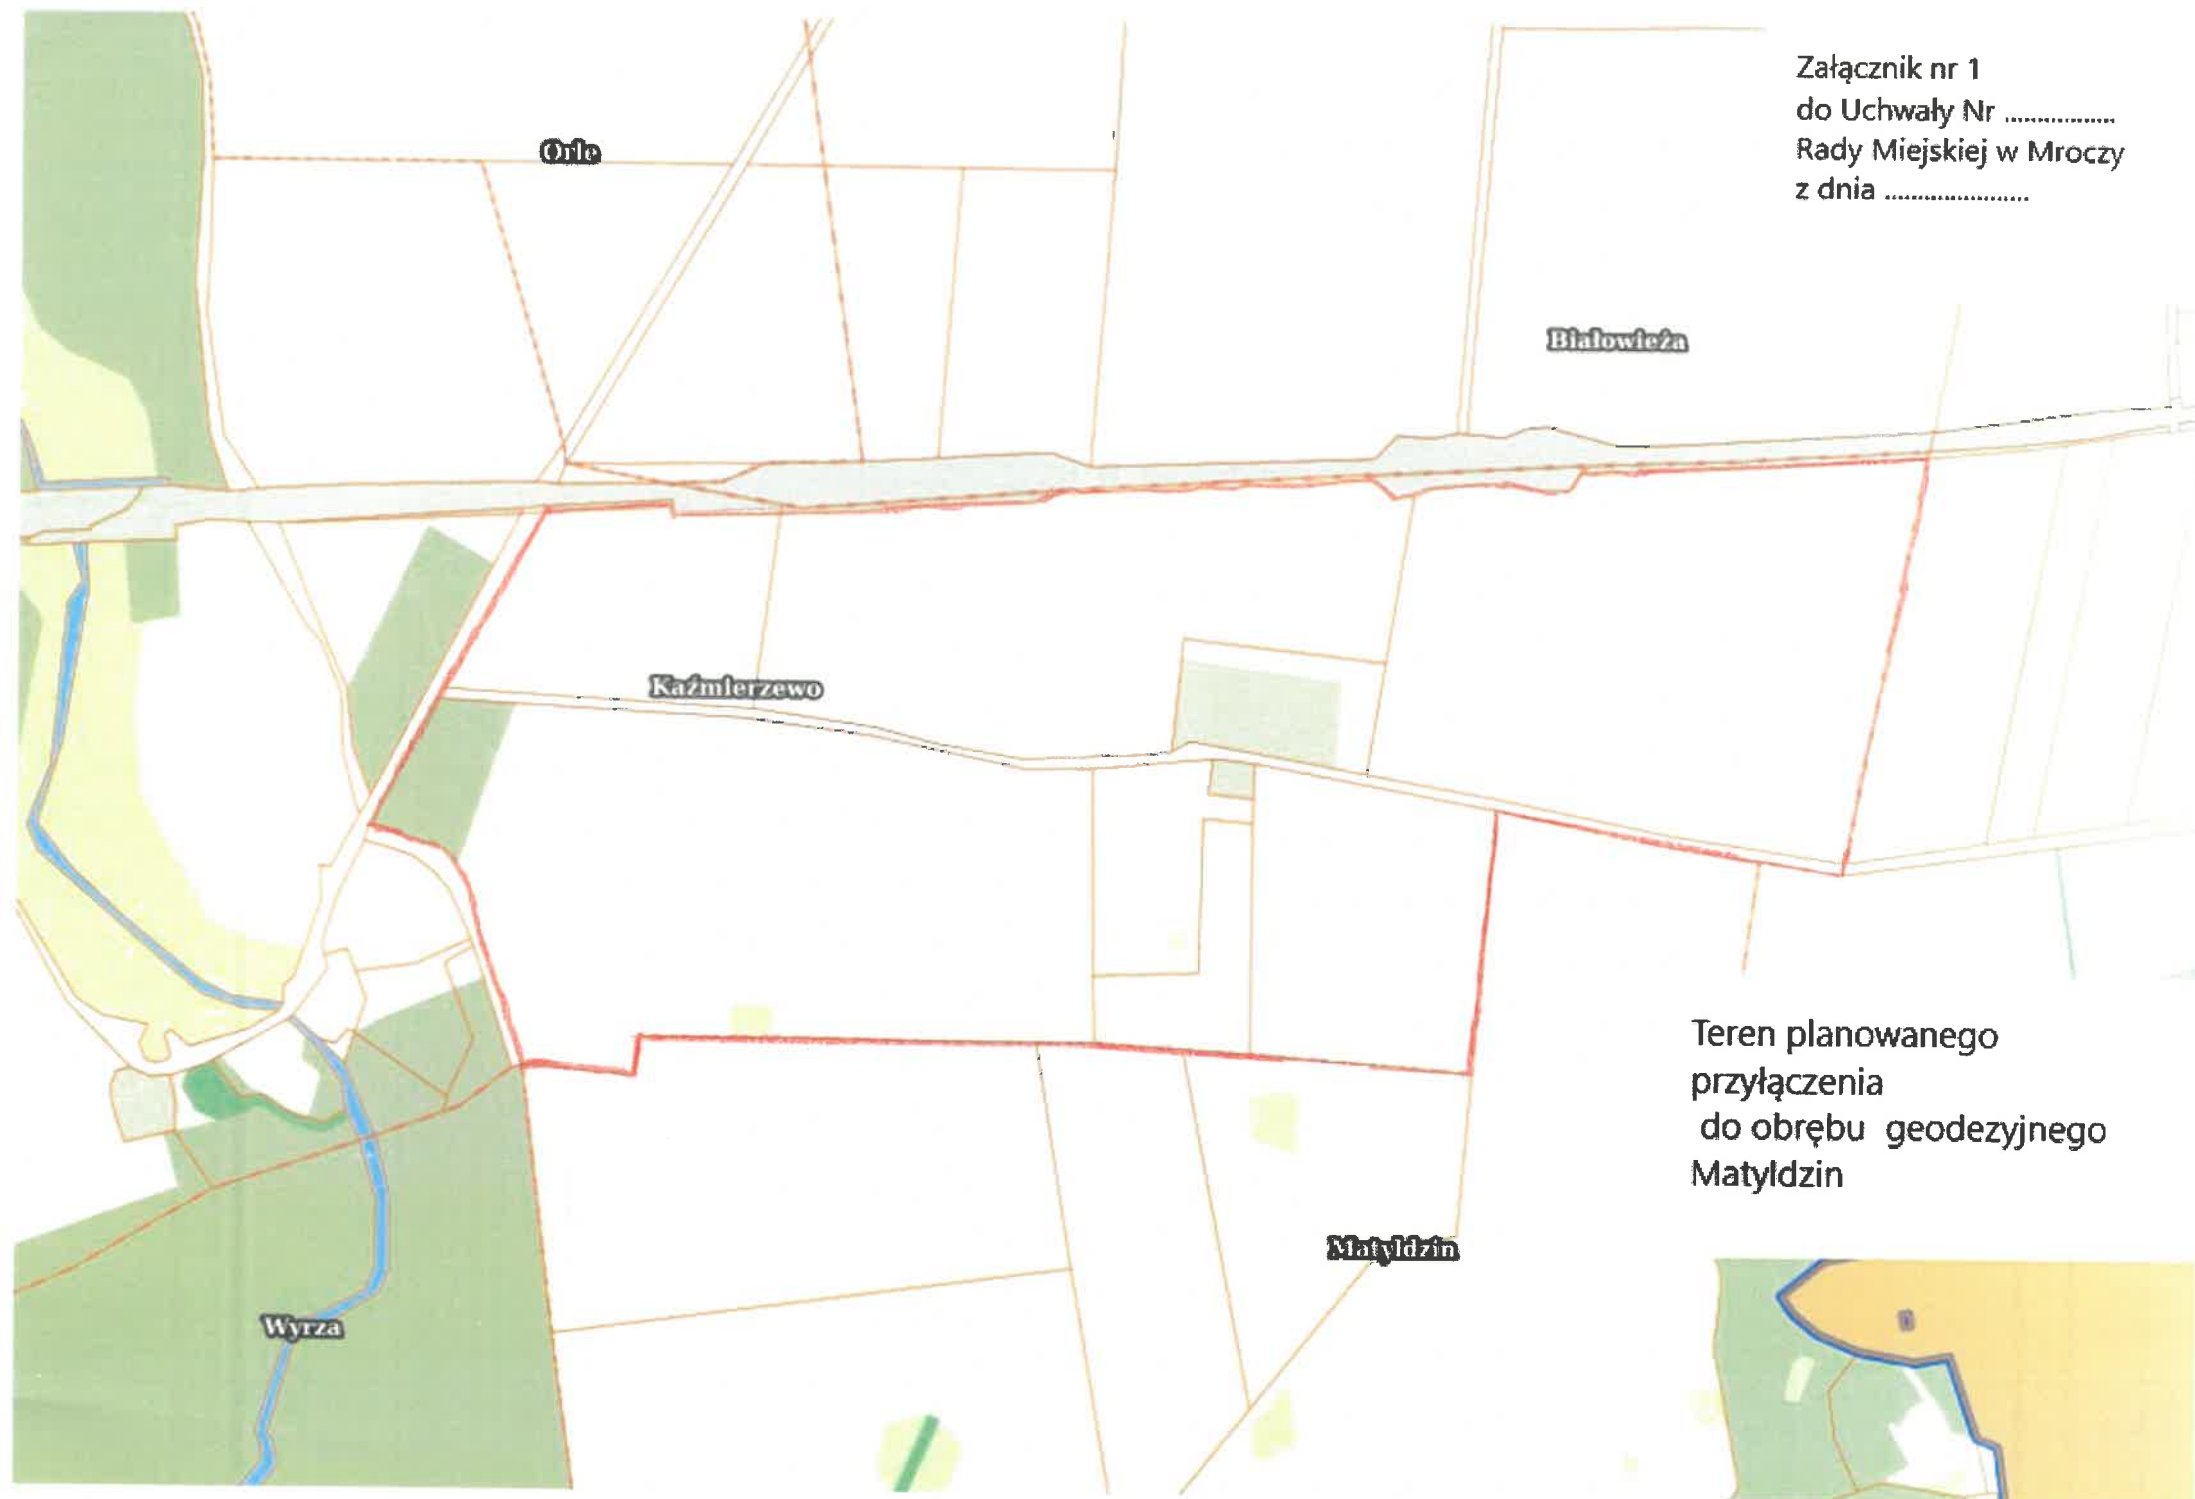 Załącznik nr 1
do Uchwały Nr .................
Rady Miejskiej w Mroczy
z dnia ......................
Orle
Białowieża
Kaźmierzewo
Teren planowanego
przyłączenia
do obrębu geodezyjnego
Matyldzin
Matyldzin
Wyrza